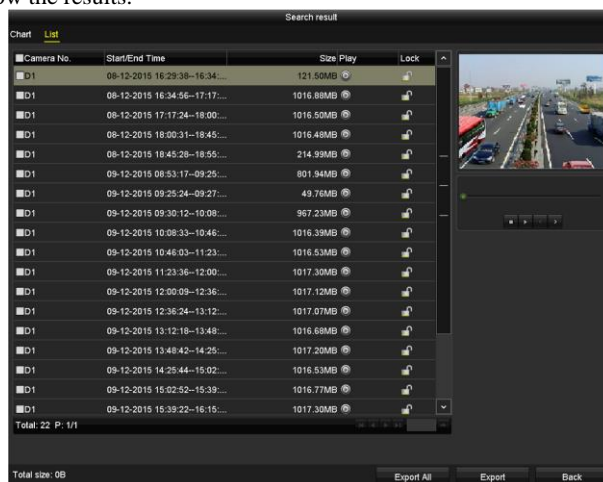 Search result
Chart List
Camera No. Start/End Time Size Play Lock
D1 08-12-2015 16:29:38--16:34:... 121.50MB
D1 08-12-2015 16:34:56--17:17:... 1016.88MB
D1 08-12-2015 17:17:24--18:00:... 1016.50MB
D1 08-12-2015 18:00:31--18:45:... 1016.48MB
D1 08-12-2015 18:45:28--18:55:... 214.99MB
D1 09-12-2015 08:53:17--09:25:... 801.94MB
D1 09-12-2015 09:25:24--09:27:... 49.76MB
D1 09-12-2015 09:30:12--10:08:... 967.23MB
D1 09-12-2015 10:08:33--10:46:... 1016.39MB
D1 09-12-2015 10:46:03--11:23:... 1016.53MB
D1 09-12-2015 11:23:36--12:00:... 1017.30MB
D1 09-12-2015 12:00:09--12:36:... 1017.12MB
D1 09-12-2015 12:36:24--13:12:... 1017.07MB
D1 09-12-2015 13:12:18--13:48:... 1016.68MB
D1 09-12-2015 13:48:42--14:25:... 1017.20MB
D1 09-12-2015 14:25:44--15:02:... 1016.53MB
D1 09-12-2015 15:02:52--15:39:... 1016.77MB
D1 09-12-2015 15:39:22--16:15:... 1017.30MB
Total: 22 P: 1/1
Total size: 0B Export All Export Back